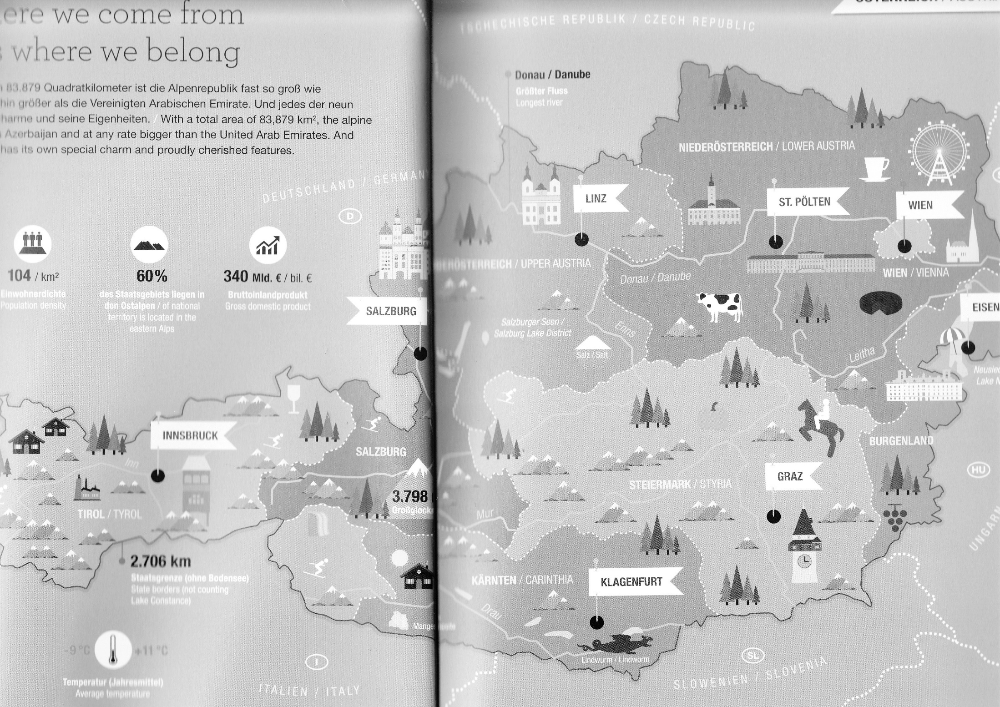 ere we come from
s where we belong
83.879 Quadratkilometer ist die Alpenrepublik fast so groß wie
hin größer als die Vereinigten Arabischen Emirate. Und jedes der neun
harme und seine Eigenheiten. / With a total area of 83,879 km², the alpine
Azerbaijan and at any rate bigger than the United Arab Emirates. And
has its own special charm and proudly cherished features.
DEUTSCHLAND / GERMANY
D
104 / km²
Einwohnerdichte
Population density
60%
des Staatsgebiets liegen in
den Ostalpen / of national
territory is located in the
eastern Alps
340 Mld. € / bil. €
Bruttoinlandprodukt
Gross domestic product
SALZBURG
INNSBRUCK
SALZBURG
Inn
3.798
Großglock
TIROL / TYROL
2.706 km
Staatsgrenze (ohne Bodensee)
State borders (not counting
Lake Constance)
Mange
-9 °C
+11 °C
Temperatur (Jahresmittel)
Average temperature
I
ITALIEN / ITALY
TSCHECHISCHE REPUBLIK / CZECH REPUBLIC
Donau / Danube
Größter Fluss
Longest river
NIEDERÖSTERREICH / LOWER AUSTRIA
LINZ
ST. PÖLTEN
WIEN
BERÖSTERREICH / UPPER AUSTRIA
Donau / Danube
WIEN / VIENNA
EISEN
Salzburger Seen /
Salzburg Lake District
Enns
Salz / Salt
Leitha
Neusied
Lake N
BURGENLAND
HU
GRAZ
STEIERMARK / STYRIA
Mur
UNGARN
KÄRNTEN / CARINTHIA
KLAGENFURT
Drau
Lindwurm / Lindworm
SL
SLOWENIEN / SLOVENIA